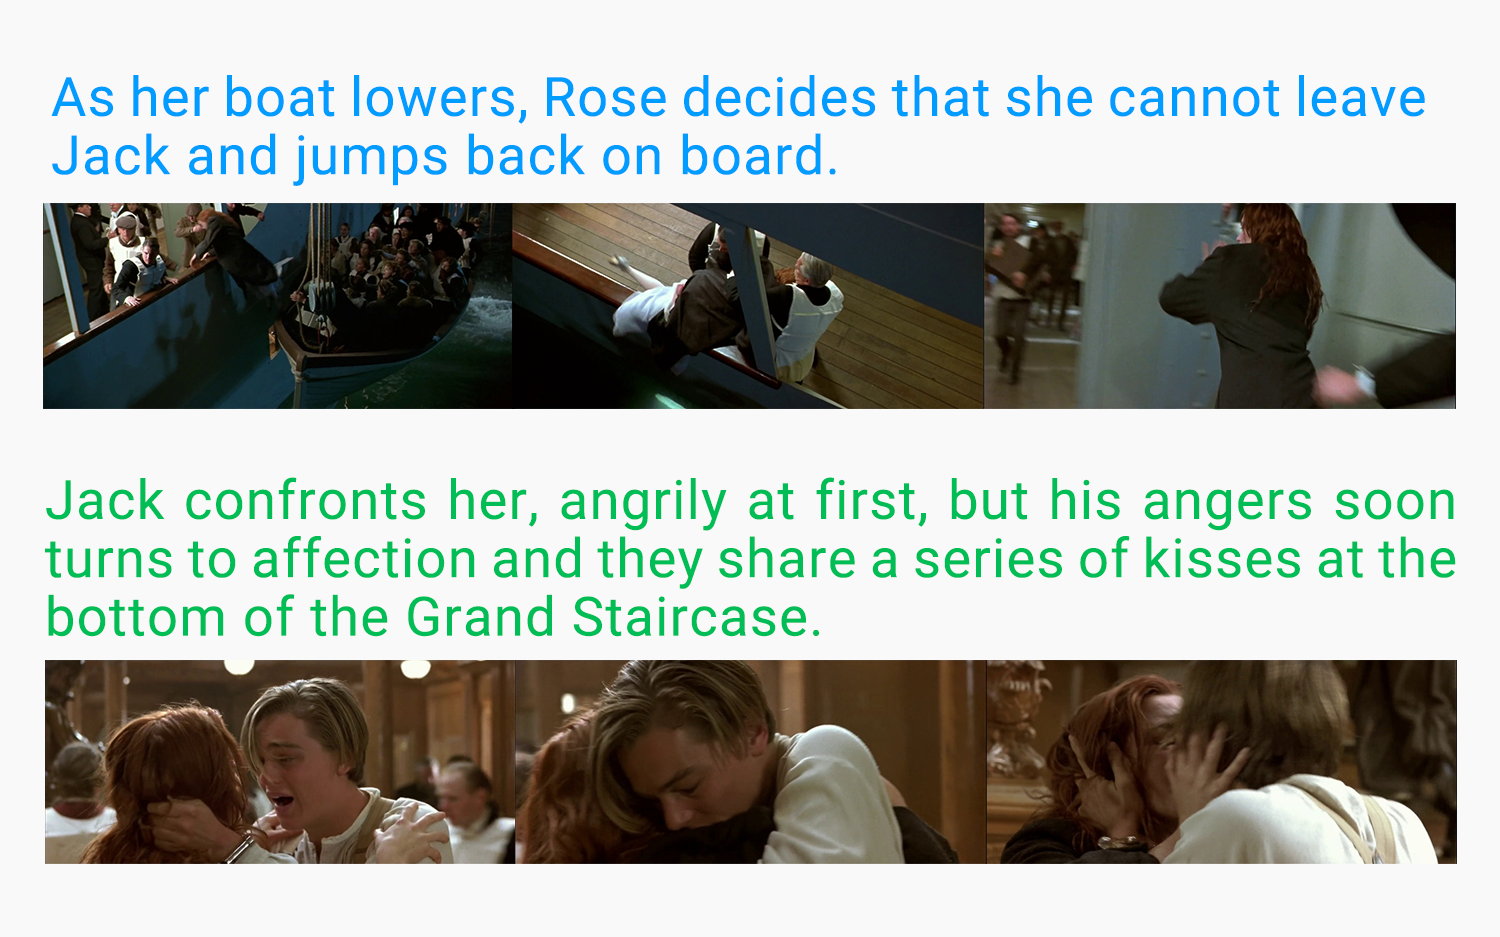 As her boat lowers, Rose decides that she cannot leave
Jack and jumps back on board.
Jack confronts her, angrily at first, but his angers soon
turns to affection and they share a series of kisses at the
bottom of the Grand Staircase.